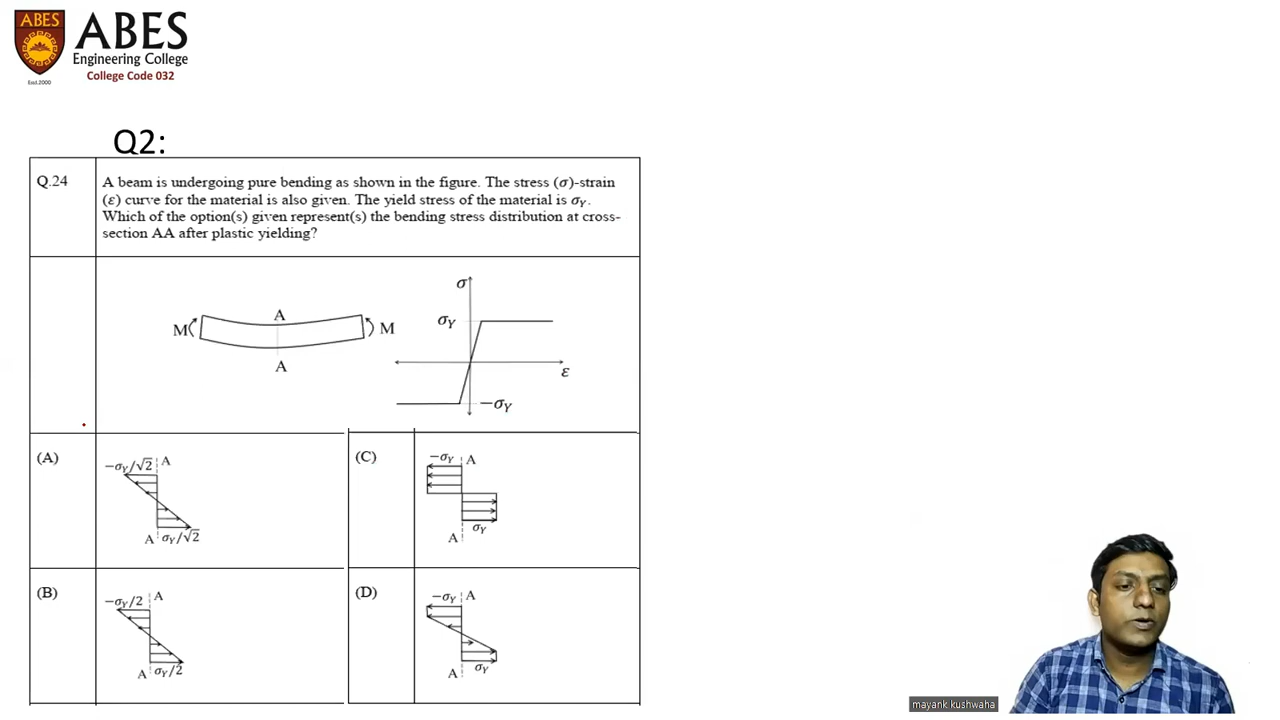 ABES
ABES
Engineering College
College Code 032
Estd.2000
Q2:
Q.24
A beam is undergoing pure bending as shown in the figure. The stress (σ)-strain
(ε) curve for the material is also given. The yield stress of the material is σY.
Which of the option(s) given represent(s) the bending stress distribution at cross-
section AA after plastic yielding?
σ
σY
A
M
M
A
ε
−σY
(A)
−σY/√2 A
A σY/√2
(C)
−σY A
σY
A
(B)
−σY/2 A
A σY/2
(D)
−σY A
A σY
mayank kushwaha